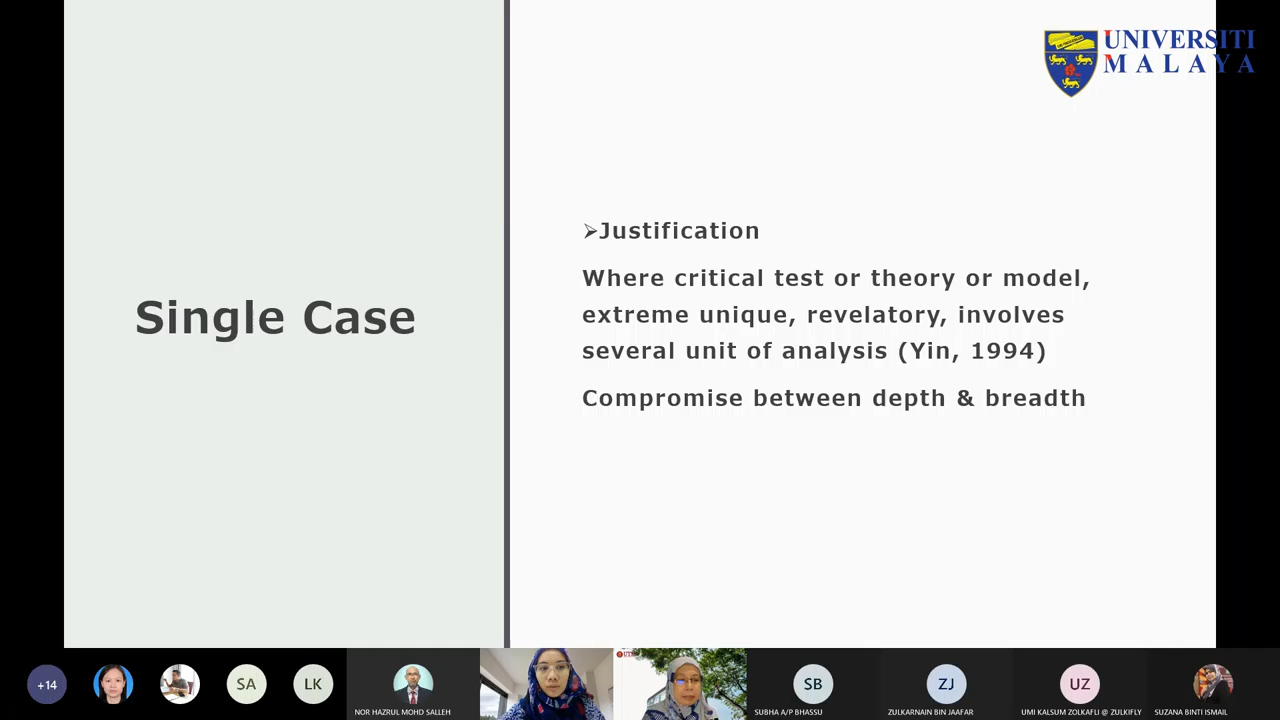 UNIVERSITI
MALAYA
Single Case
➢Justification
Where critical test or theory or model,
extreme unique, revelatory, involves
several unit of analysis (Yin, 1994)
Compromise between depth & breadth
+14
SA
LK
NOR HAZRUL MOHD SALLEH
SB
SUBHA A/P BHASSU
ZJ
ZULKARNAIN BIN JAAFAR
UZ
UMI KALSUM ZOLKAFLI @ ZULKIFLY
SUZANA BINTI ISMAIL